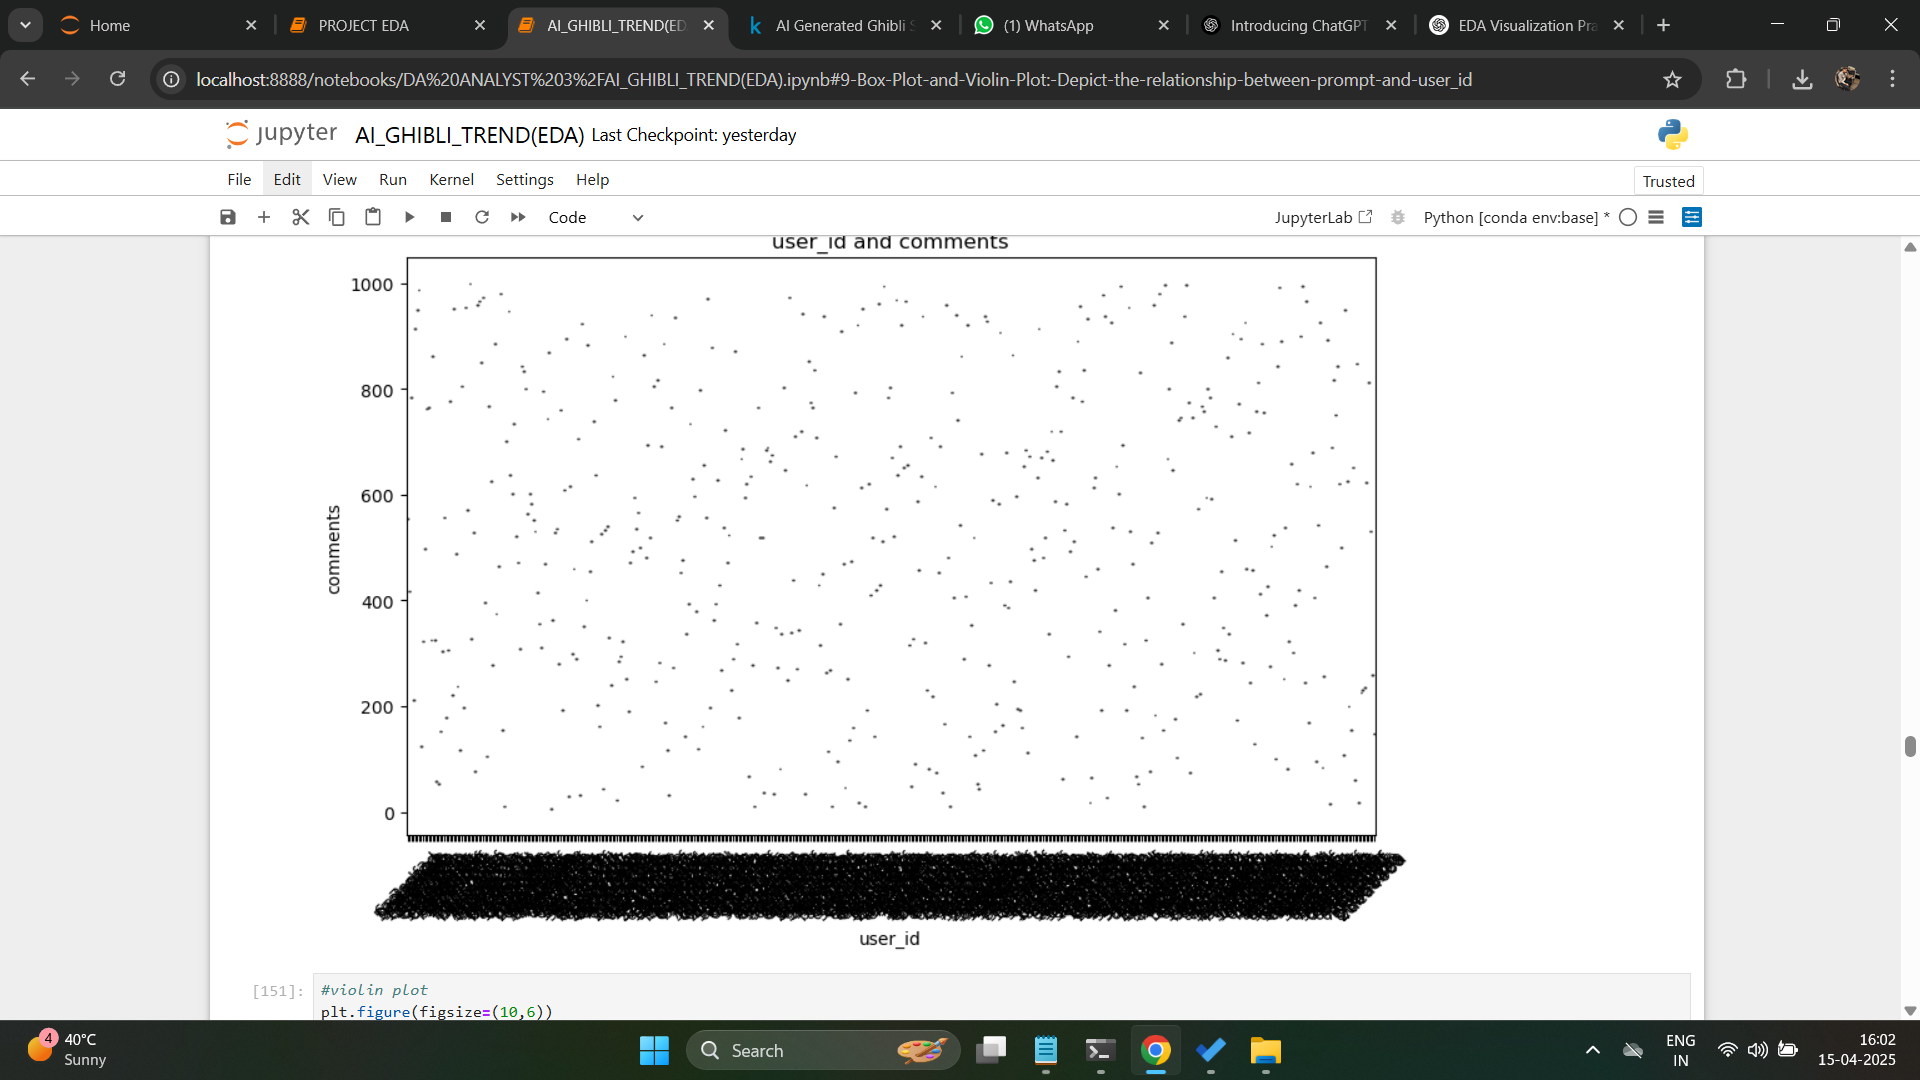 Home
PROJECT EDA
AI_GHIBLI_TREND(ED
AI Generated Ghibli S
(1) WhatsApp
Introducing ChatGPT
EDA Visualization Pra
localhost:8888/notebooks/DA%20ANALYST%203%2FAI_GHIBLI_TREND(EDA).ipynb#9-Box-Plot-and-Violin-Plot:-Depict-the-relationship-between-prompt-and-user_id
jupyter AI_GHIBLI_TREND(EDA) Last Checkpoint: yesterday
File Edit View Run Kernel Settings Help
Trusted
Code
JupyterLab
Python [conda env:base] *
user_id and comments
1000
800
600
400
200
0
comments
user_id
[151]:
#violin plot
plt.figure(figsize=(10,6))
4
40°C
Sunny
Search
ENG
IN
16:02
15-04-2025